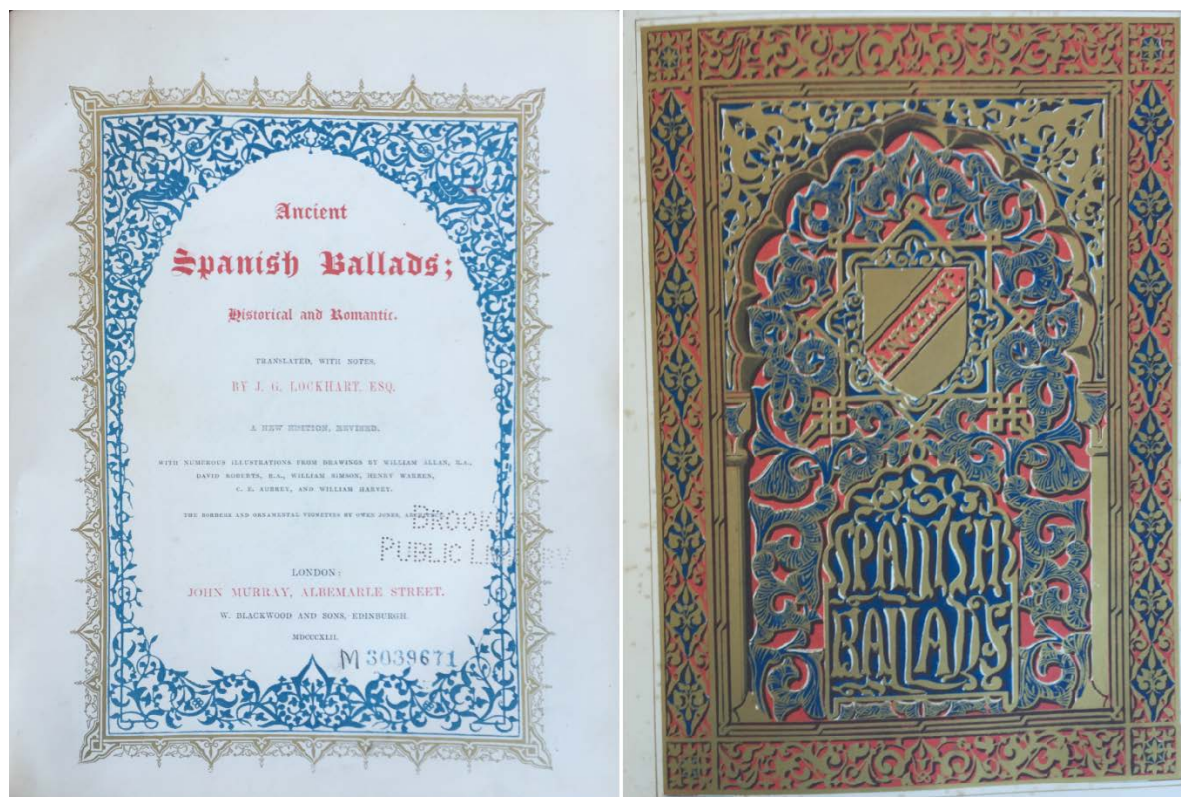 Ancient
Spanish Ballads;
Historical and Romantic.
TRANSLATED, WITH NOTES,
BY J. G. LOCKHART, ESQ.
A NEW EDITION, REVISED.
WITH NUMEROUS ILLUSTRATIONS FROM DRAWINGS BY WILLIAM ALLAN, R.A.,
DAVID ROBERTS, R.A., WILLIAM SIMSON, HENRY WARREN,
C. E. AUBREY, AND WILLIAM HARVEY.
THE BORDERS AND ORNAMENTAL VIGNETTES BY OWEN JONES, ARCHITECT.
PUBLIC
LONDON:
JOHN MURRAY, ALBEMARLE STREET.
W. BLACKWOOD AND SONS, EDINBURGH.
MDCCCXLII.
M 3039671
ANCIENT
SPANISH
BALLADS